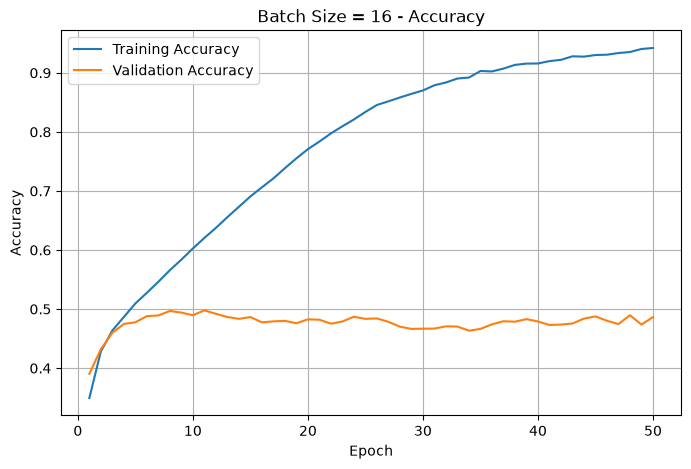 Batch Size = 16 - Accuracy
Training Accuracy
Validation Accuracy
Accuracy
0.9
0.8
0.7
0.6
0.5
0.4
0 10 20 30 40 50
Epoch